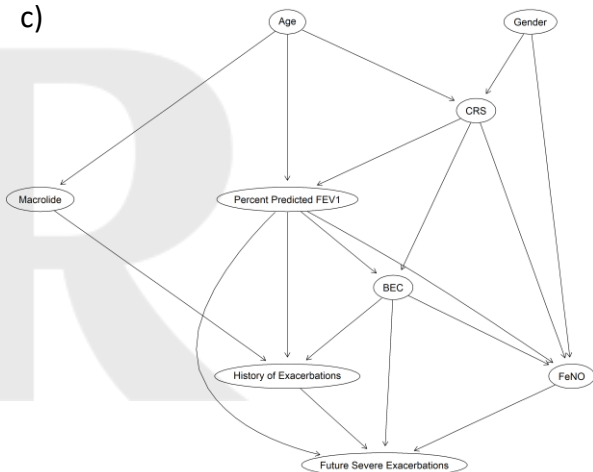 c)
Age
Gender
CRS
Macrolide
Percent Predicted FEV1
BEC
History of Exacerbations
FeNO
Future Severe Exacerbations